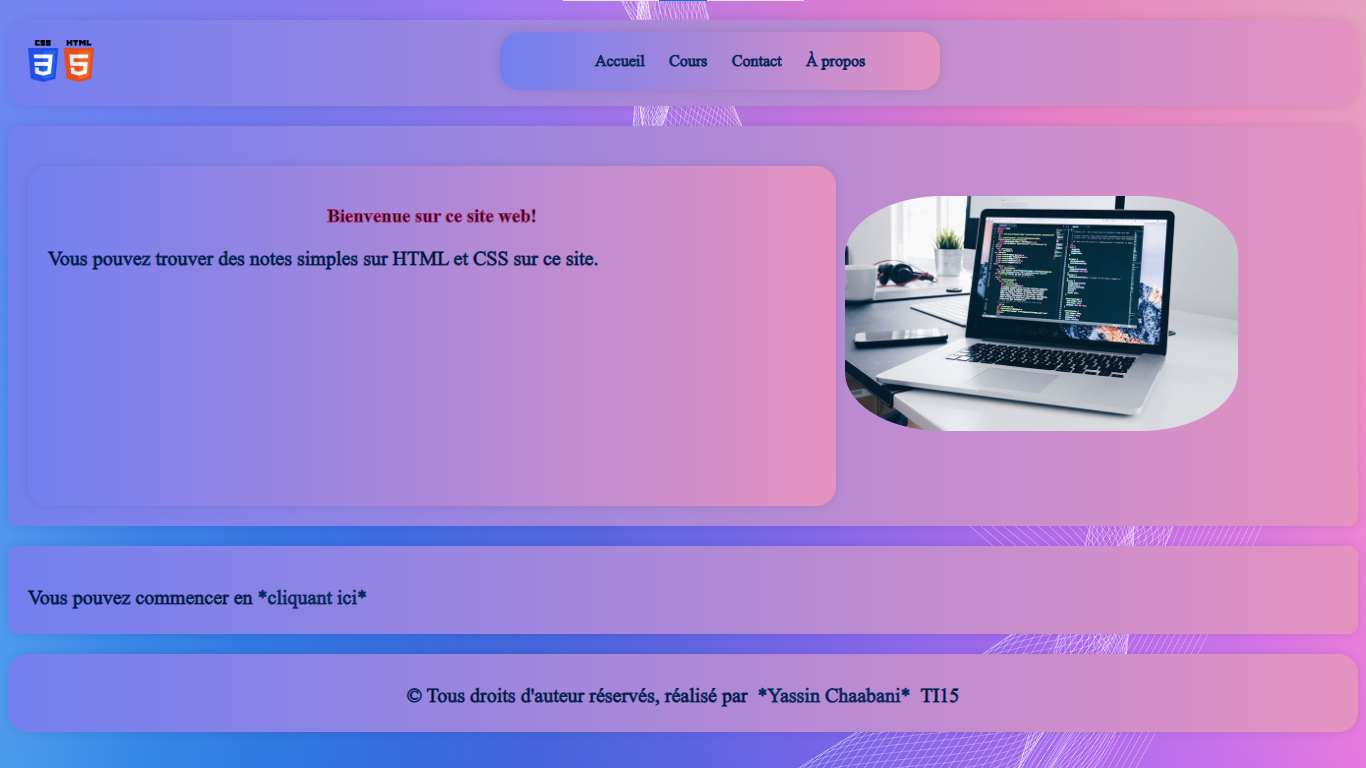 CSS HTML
3 5
Accueil Cours Contact À propos
Bienvenue sur ce site web!
Vous pouvez trouver des notes simples sur HTML et CSS sur ce site.
Vous pouvez commencer en *cliquant ici*
© Tous droits d'auteur réservés, réalisé par *Yassin Chaabani* TI15